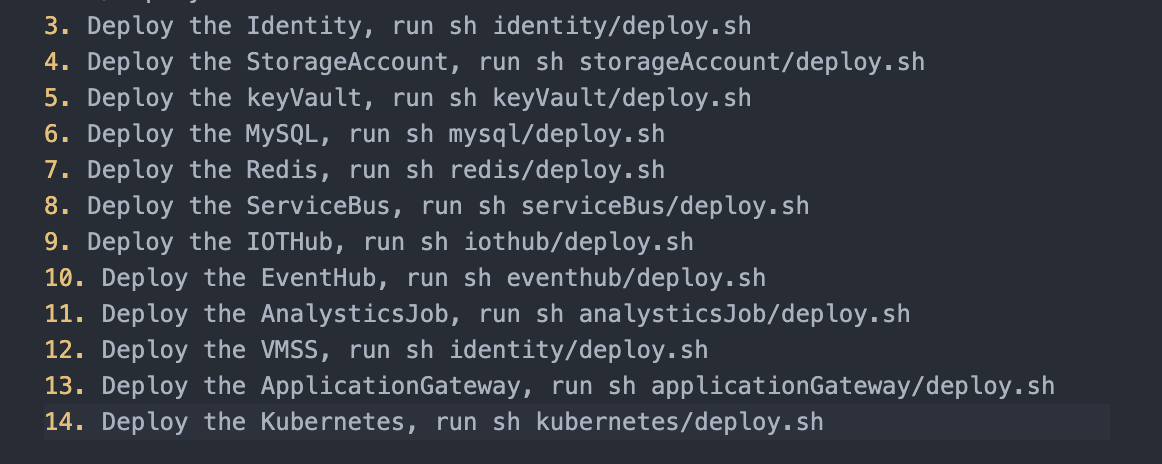 3. Deploy the Identity, run sh identity/deploy.sh
4. Deploy the StorageAccount, run sh storageAccount/deploy.sh
5. Deploy the keyVault, run sh keyVault/deploy.sh
6. Deploy the MySQL, run sh mysql/deploy.sh
7. Deploy the Redis, run sh redis/deploy.sh
8. Deploy the ServiceBus, run sh serviceBus/deploy.sh
9. Deploy the IOTHub, run sh iothub/deploy.sh
10. Deploy the EventHub, run sh eventhub/deploy.sh
11. Deploy the AnalysticsJob, run sh analysticsJob/deploy.sh
12. Deploy the VMSS, run sh identity/deploy.sh
13. Deploy the ApplicationGateway, run sh applicationGateway/deploy.sh
14. Deploy the Kubernetes, run sh kubernetes/deploy.sh